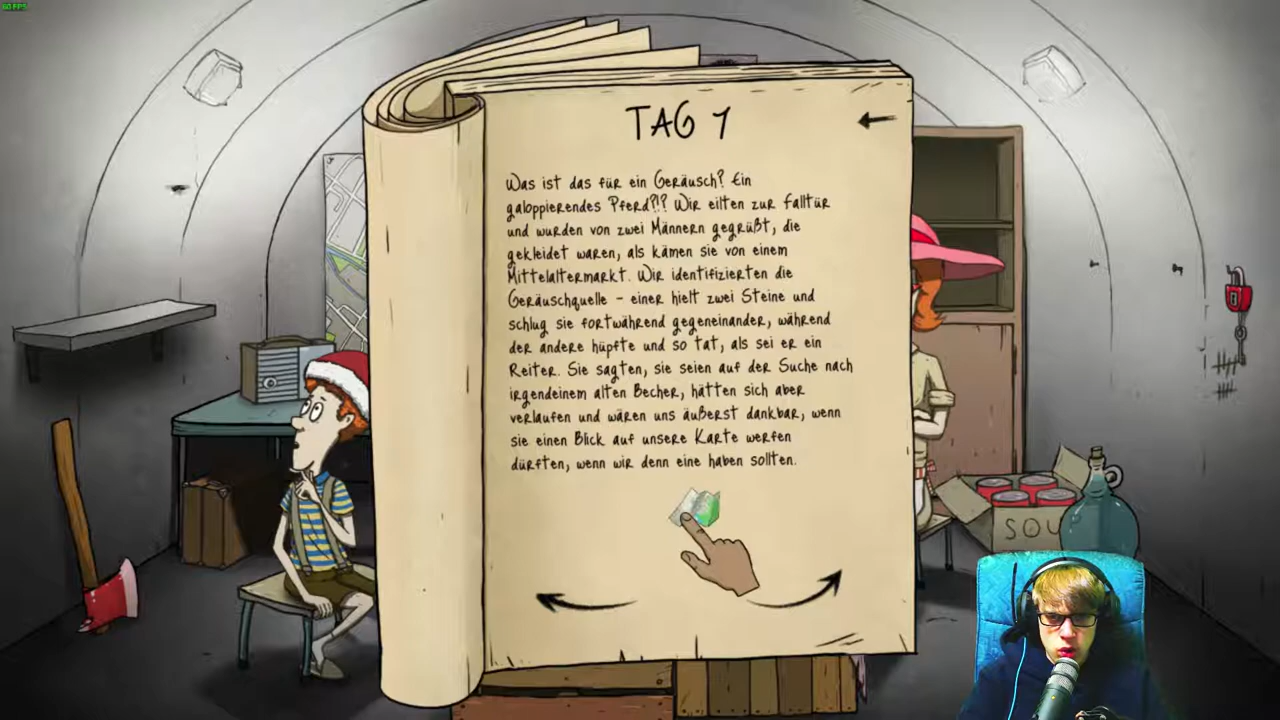 60 FPS
TAG 1
Was ist das für ein Geräusch? Ein
galoppierendes Pferd?!? Wir eilten zur Falltür
und wurden von zwei Männern gegrüßt, die
gekleidet waren, als kämen sie von einem
Mittelaltermarkt. Wir identifizierten die
Geräuschquelle – einer hielt zwei Steine und
schlug sie fortwährend gegeneinander, während
der andere hüpfte und so tat, als sei er ein
Reiter. Sie sagten, sie seien auf der Suche nach
irgendeinem alten Becher, hätten sich aber
verlaufen und wären uns äußerst dankbar, wenn
sie einen Blick auf unsere Karte werfen
dürften, wenn wir denn eine haben sollten.
SOU